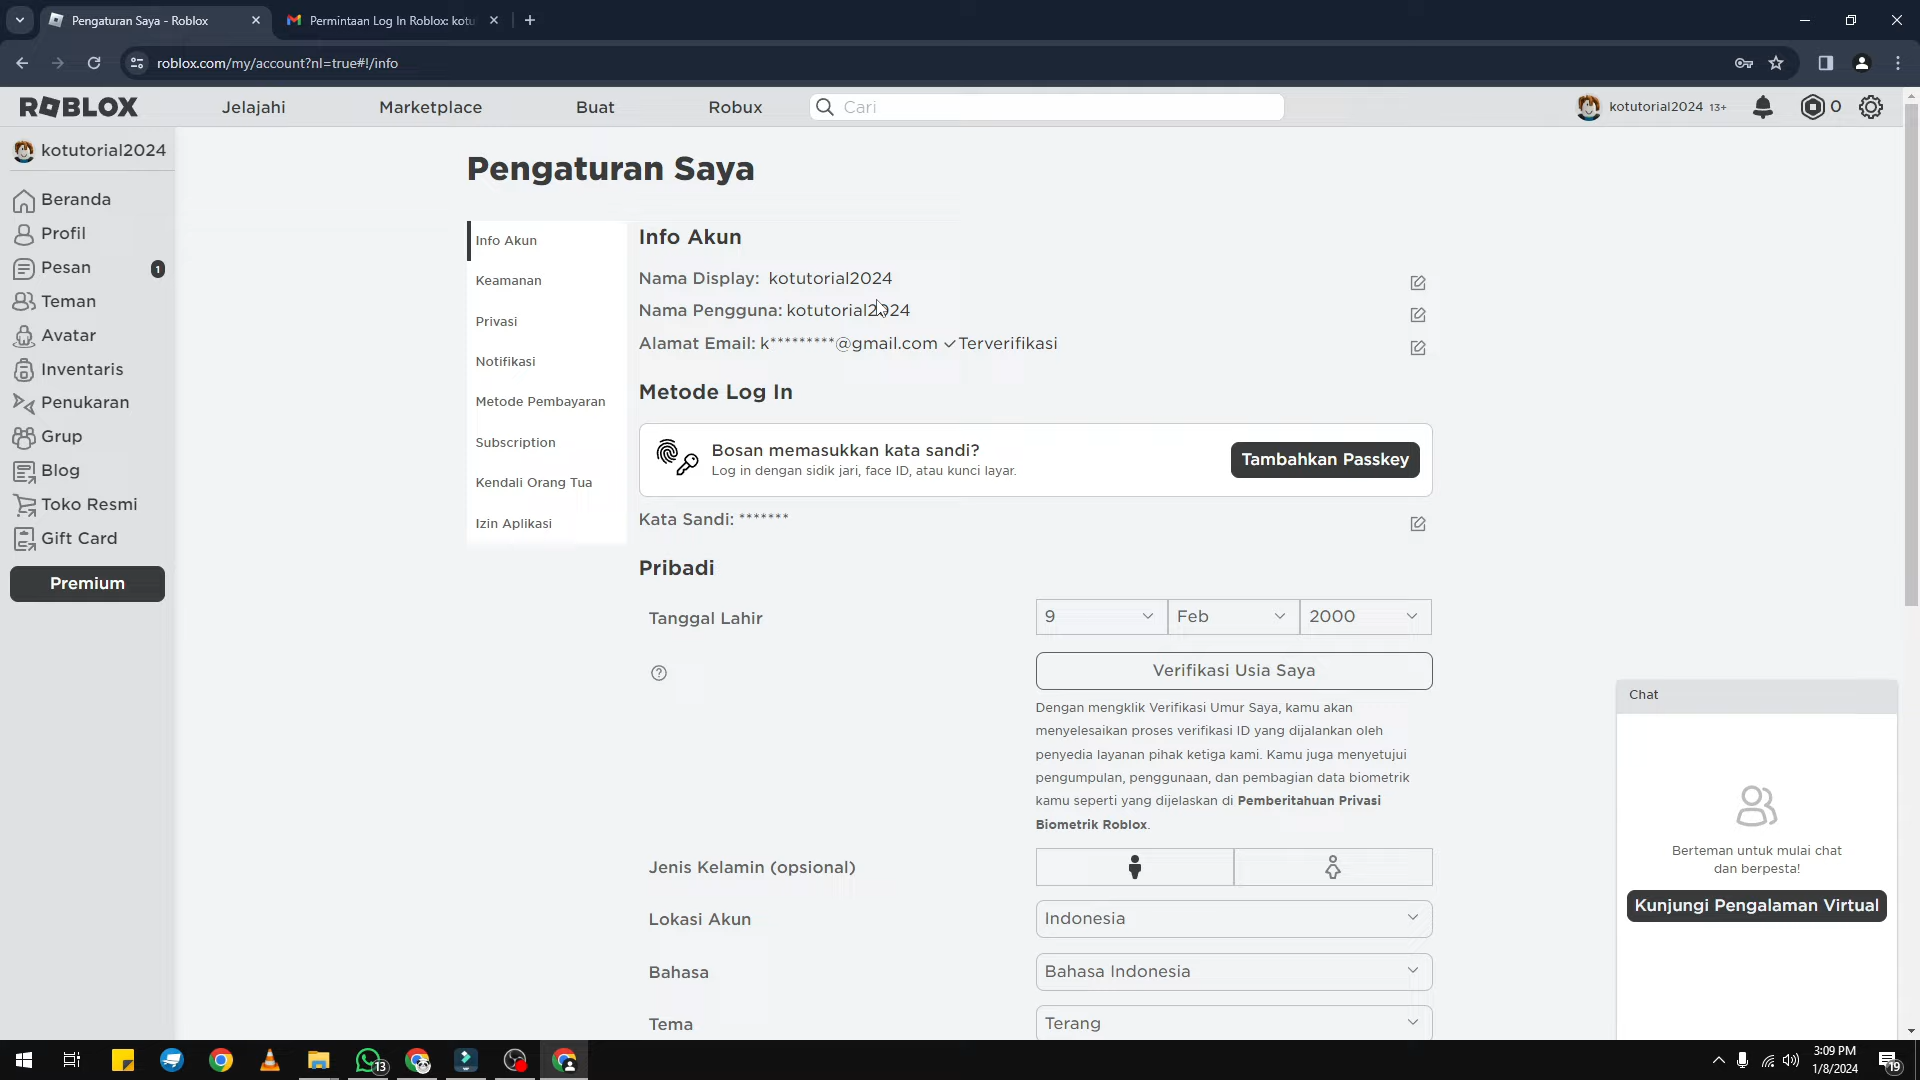 Pengaturan Saya - Roblox
Permintaan Log In Roblox: kotu
roblox.com/my/account?nl=true#!/info
ROBLOX
Jelajahi
Marketplace
Buat
Robux
Cari
kotutorial2024 13+
0
kotutorial2024
Beranda
Profil
Pesan
1
Teman
Avatar
Inventaris
Penukaran
Grup
Blog
Toko Resmi
Gift Card
Premium
Pengaturan Saya
Info Akun
Keamanan
Privasi
Notifikasi
Metode Pembayaran
Subscription
Kendali Orang Tua
Izin Aplikasi
Info Akun
Nama Display: kotutorial2024
Nama Pengguna: kotutorial2024
Alamat Email: k*********@gmail.com ✓Terverifikasi
Metode Log In
Bosan memasukkan kata sandi?
Log in dengan sidik jari, face ID, atau kunci layar.
Tambahkan Passkey
Kata Sandi: *******
Pribadi
Tanggal Lahir
9
Feb
2000
Verifikasi Usia Saya
Dengan mengklik Verifikasi Umur Saya, kamu akan
menyelesaikan proses verifikasi ID yang dijalankan oleh
penyedia layanan pihak ketiga kami. Kamu juga menyetujui
pengumpulan, penggunaan, dan pembagian data biometrik
kamu seperti yang dijelaskan di Pemberitahuan Privasi
Biometrik Roblox.
Jenis Kelamin (opsional)
Lokasi Akun
Indonesia
Bahasa
Bahasa Indonesia
Tema
Terang
Chat
Berteman untuk mulai chat
dan berpesta!
Kunjungi Pengalaman Virtual
13
3:09 PM
1/8/2024
19